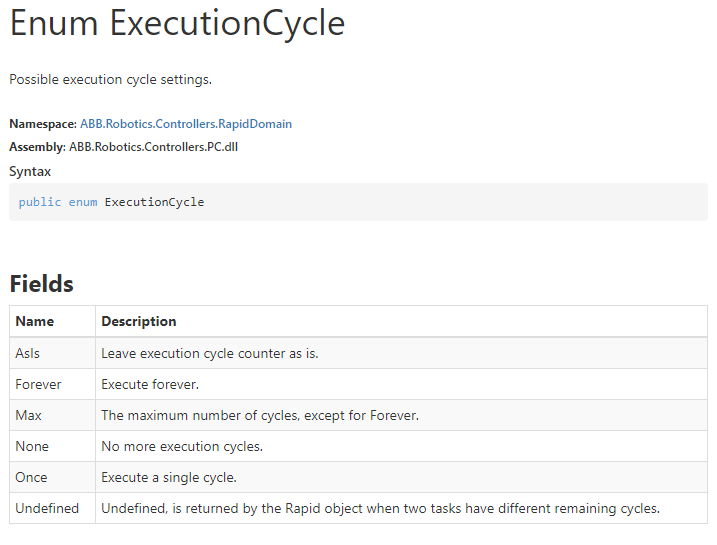 Enum ExecutionCycle
Possible execution cycle settings.
Namespace: ABB.Robotics.Controllers.RapidDomain
Assembly: ABB.Robotics.Controllers.PC.dll
Syntax
public enum ExecutionCycle
Fields
Name Description
AsIs Leave execution cycle counter as is.
Forever Execute forever.
Max The maximum number of cycles, except for Forever.
None No more execution cycles.
Once Execute a single cycle.
Undefined Undefined, is returned by the Rapid object when two tasks have different remaining cycles.